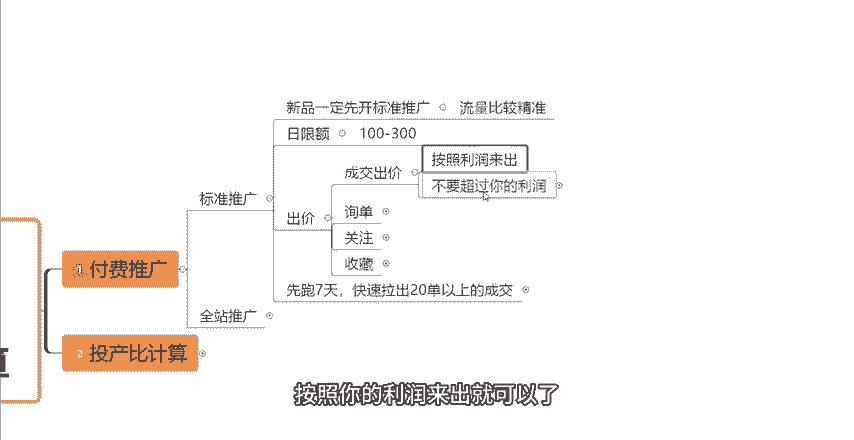 新品一定先开标准推广
流量比较精准
日限额
100-300
按照利润来出
成交出价
不要超过你的利润
标准推广
出价
询单
关注
收藏
1 付费推广
先跑7天，快速拉出20单以上的成交
全站推广
2 投产比计算
按照你的利润来出就可以了